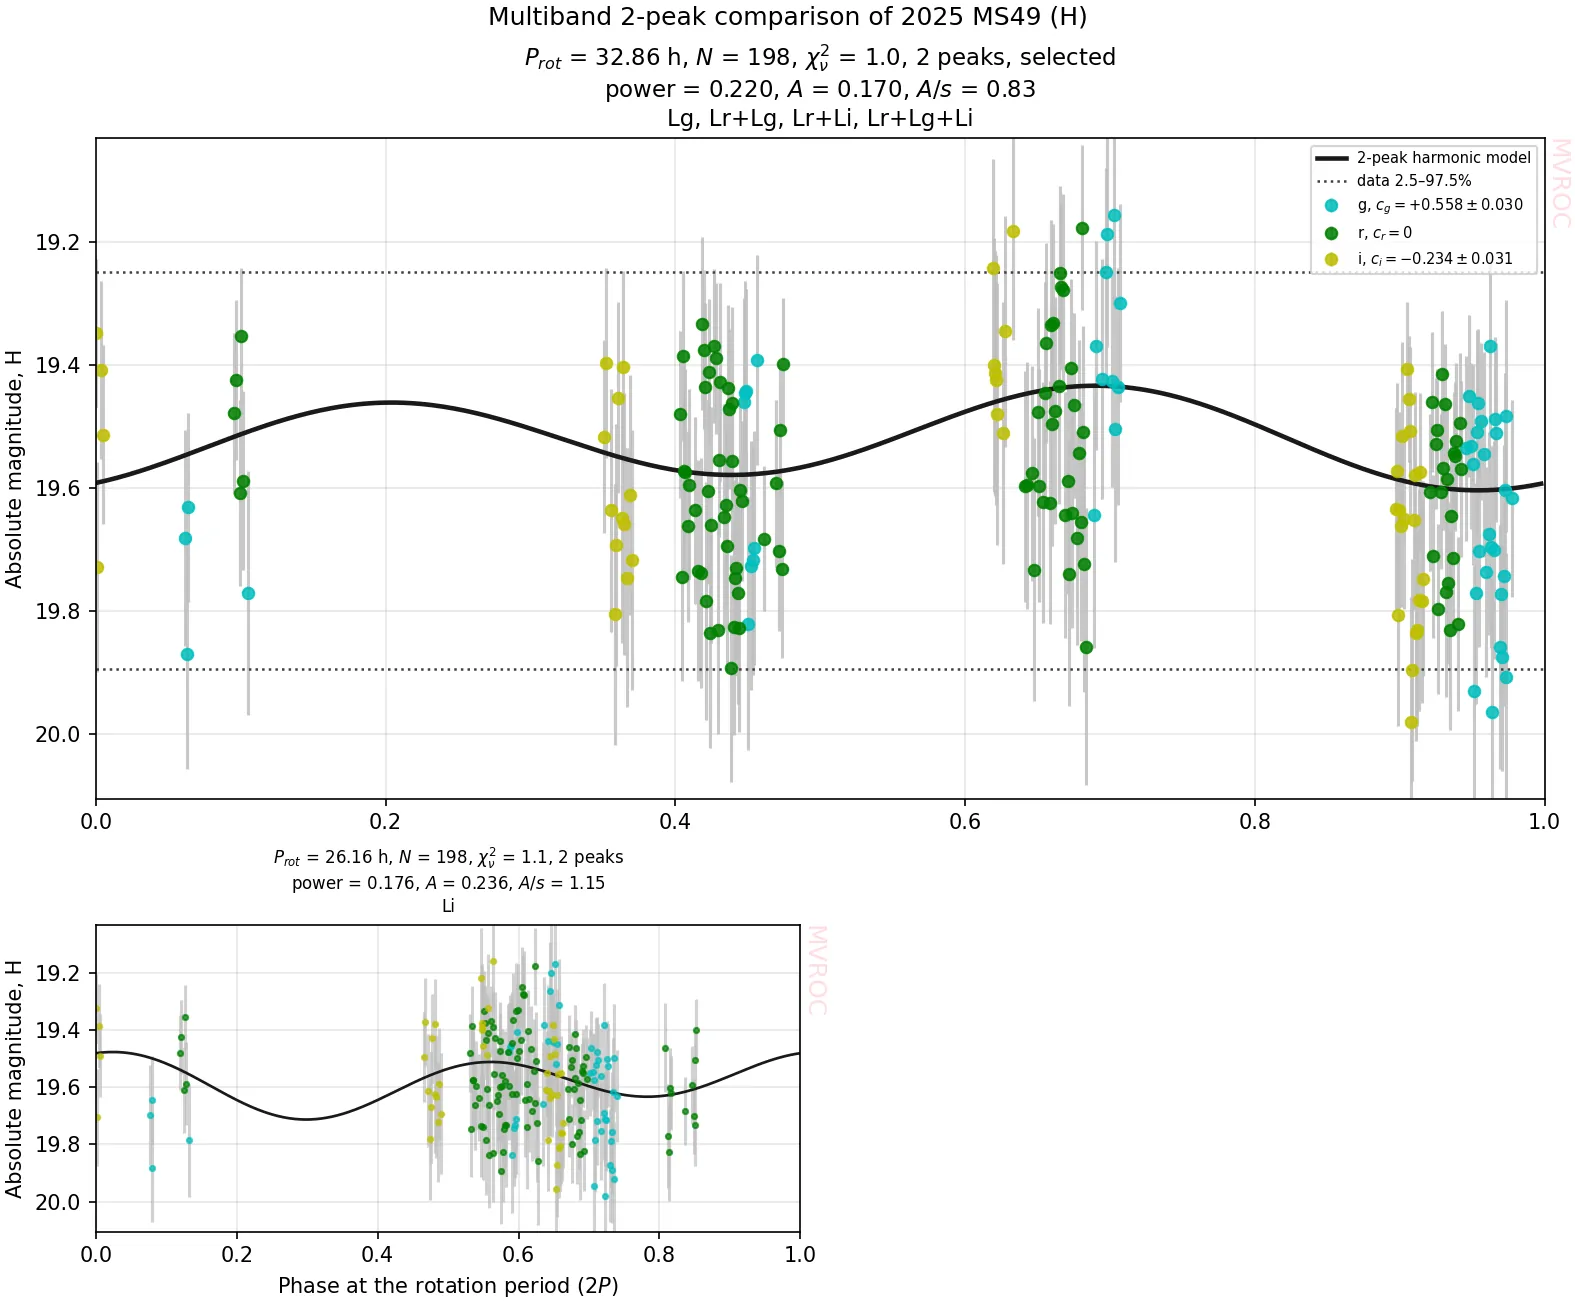 Multiband 2-peak comparison of 2025 MS49 (H)
P_rot = 32.86 h, N = 198, χ²_ν = 1.0, 2 peaks, selected
power = 0.220, A = 0.170, A/s = 0.83
Lg, Lr+Lg, Lr+Li, Lr+Lg+Li
2-peak harmonic model
data 2.5–97.5%
g, c_g = +0.558 ± 0.030
r, c_r = 0
i, c_i = −0.234 ± 0.031
MVROC
Absolute magnitude, H
19.2
19.4
19.6
19.8
20.0
0.0 0.2 0.4 0.6 0.8 1.0
P_rot = 26.16 h, N = 198, χ²_ν = 1.1, 2 peaks
power = 0.176, A = 0.236, A/s = 1.15
Li
MVROC
Absolute magnitude, H
19.2
19.4
19.6
19.8
20.0
0.0 0.2 0.4 0.6 0.8 1.0
Phase at the rotation period (2P)